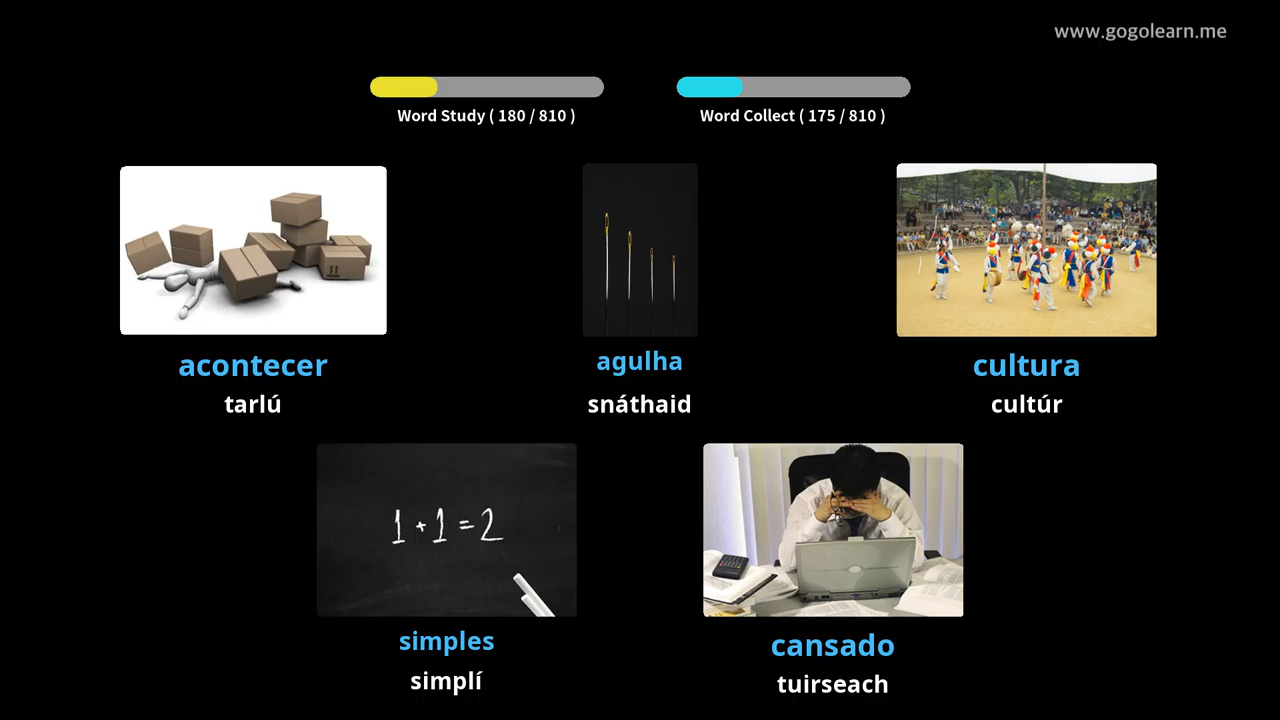 www.gogolearn.me
Word Study ( 180 / 810 )
Word Collect ( 175 / 810 )
acontecer
tarlú
agulha
snáthaid
cultura
cultúr
1 + 1 = 2
simples
simplí
cansado
tuirseach